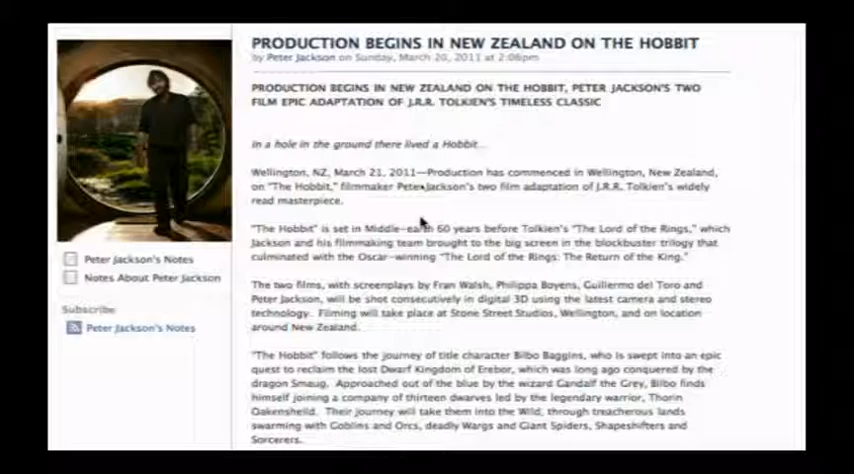 PRODUCTION BEGINS IN NEW ZEALAND ON THE HOBBIT
by Peter Jackson on Sunday, March 20, 2011 at 2:06pm
PRODUCTION BEGINS IN NEW ZEALAND ON THE HOBBIT, PETER JACKSON'S TWO
FILM EPIC ADAPTATION OF J.R.R. TOLKIEN'S TIMELESS CLASSIC
In a hole in the ground there lived a Hobbit...
Wellington, NZ, March 21, 2011—Production has commenced in Wellington, New Zealand,
on "The Hobbit," filmmaker Peter Jackson's two film adaptation of J.R.R. Tolkien's widely
read masterpiece.
"The Hobbit" is set in Middle-earth 60 years before Tolkien's "The Lord of the Rings," which
Jackson and his filmmaking team brought to the big screen in the blockbuster trilogy that
culminated with the Oscar-winning "The Lord of the Rings: The Return of the King."
The two films, with screenplays by Fran Walsh, Philippa Boyens, Guillermo del Toro and
Peter Jackson, will be shot consecutively in digital 3D using the latest camera and stereo
technology. Filming will take place at Stone Street Studios, Wellington, and on location
around New Zealand.
"The Hobbit" follows the journey of title character Bilbo Baggins, who is swept into an epic
quest to reclaim the lost Dwarf Kingdom of Erebor, which was long ago conquered by the
dragon Smaug. Approached out of the blue by the wizard Gandalf the Grey, Bilbo finds
himself joining a company of thirteen dwarves led by the legendary warrior, Thorin
Oakensheild. Their journey will take them into the Wild, through treacherous lands
swarming with Goblins and Orcs, deadly Wargs and Giant Spiders, Shapeshifters and
Sorcerers.
Peter Jackson's Notes
Notes About Peter Jackson
Subscribe
Peter Jackson's Notes